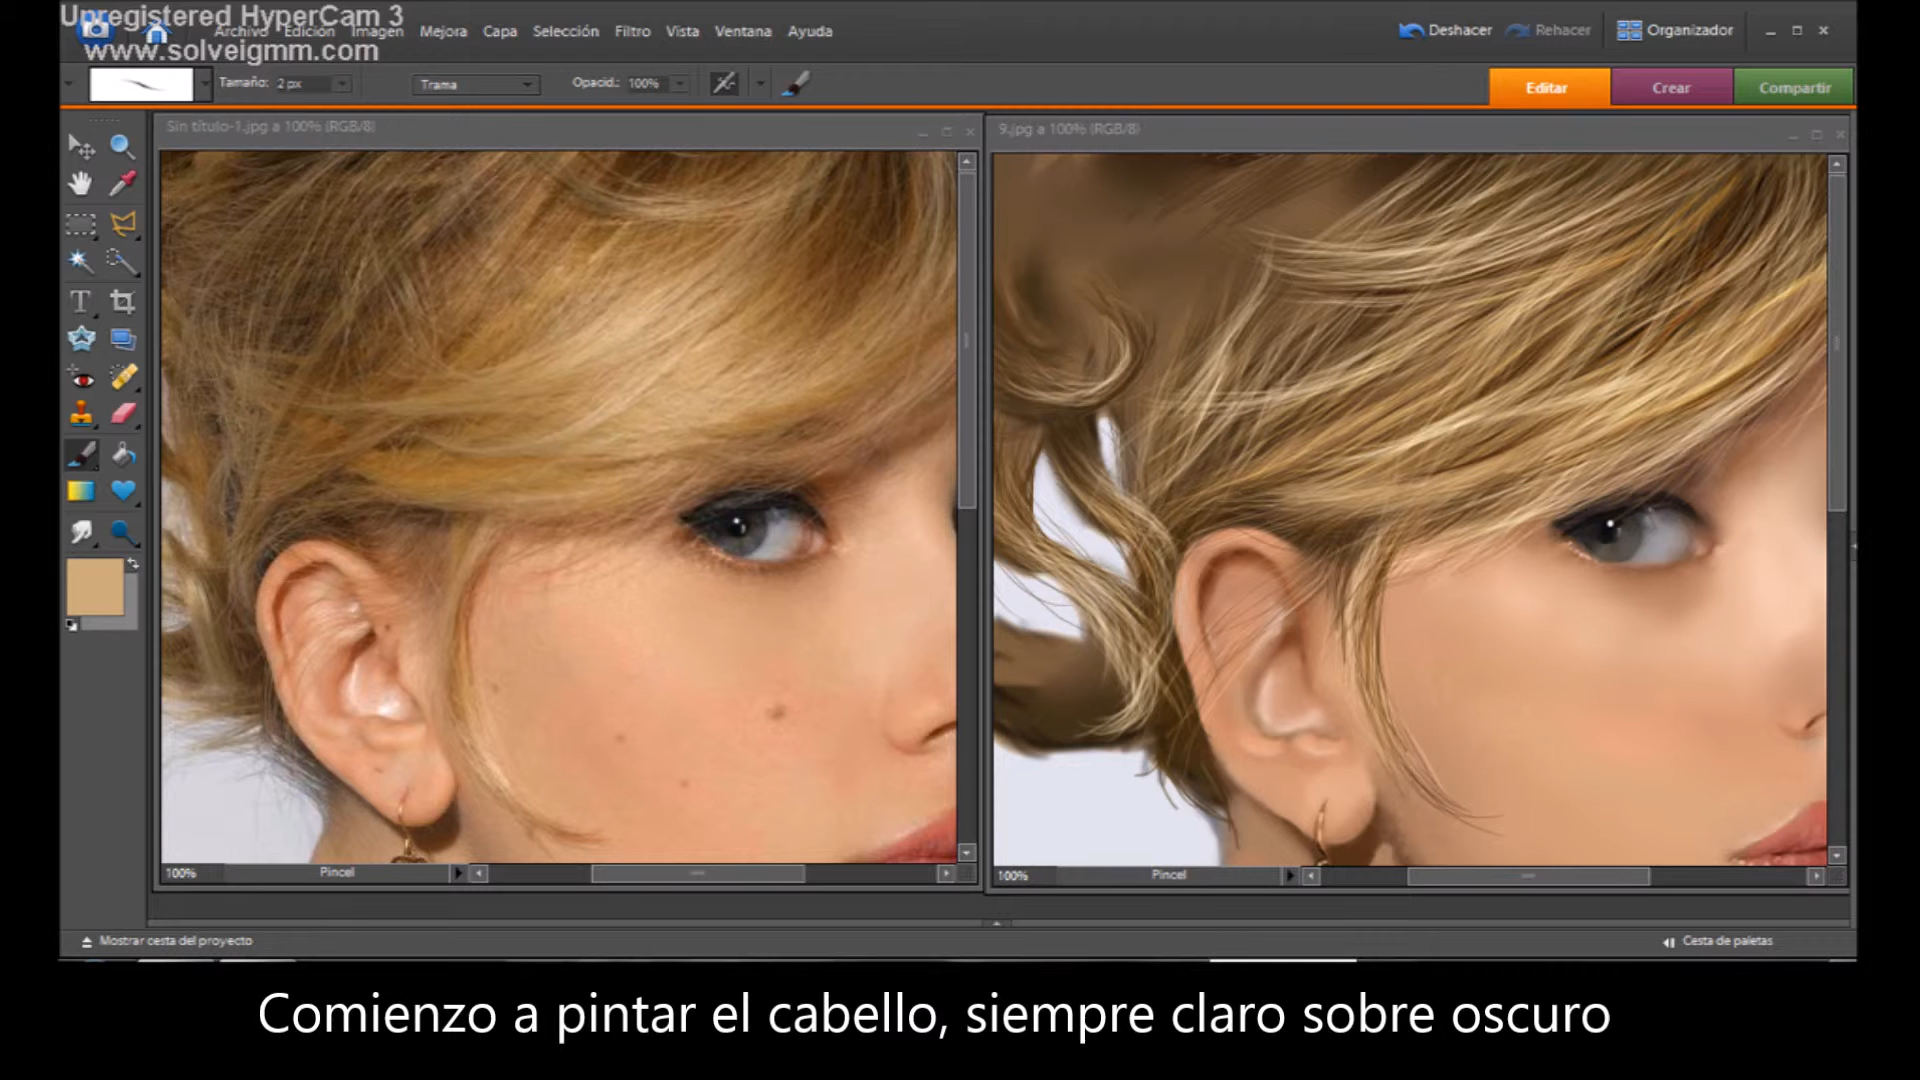 Unregistered HyperCam 3
www.solveigmm.com
Archivo Edición Imagen Mejora Capa Selección Filtro Vista Ventana Ayuda
Deshacer Rehacer Organizador
Tamaño: 2 px Trama Opacid.: 100%
Editar Crear Compartir
Sin título-1.jpg a 100% (RGB/8)
9.jpg a 100% (RGB/8)
100% Pincel
100% Pincel
Mostrar cesta del proyecto
Cesta de paletas
Comienzo a pintar el cabello, siempre claro sobre oscuro